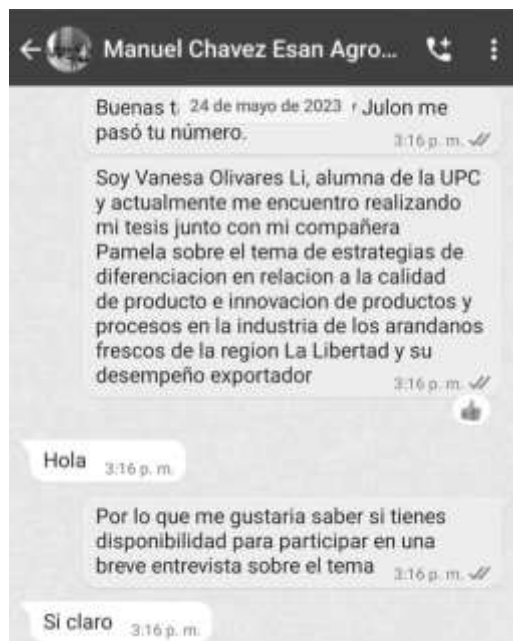 Manuel Chavez Esan Agro...
Buenas t
24 de mayo de 2023
Julon me
pasó tu número.
3:16 p. m.
Soy Vanesa Olivares Li, alumna de la UPC
y actualmente me encuentro realizando
mi tesis junto con mi compañera
Pamela sobre el tema de estrategias de
diferenciacion en relacion a la calidad
de producto e innovacion de productos y
procesos en la industria de los arandanos
frescos de la region La Libertad y su
desempeño exportador
3:16 p. m.
Hola
3:16 p. m.
Por lo que me gustaria saber si tienes
disponibilidad para participar en una
breve entrevista sobre el tema
3:16 p. m.
Si claro
3:16 p. m.